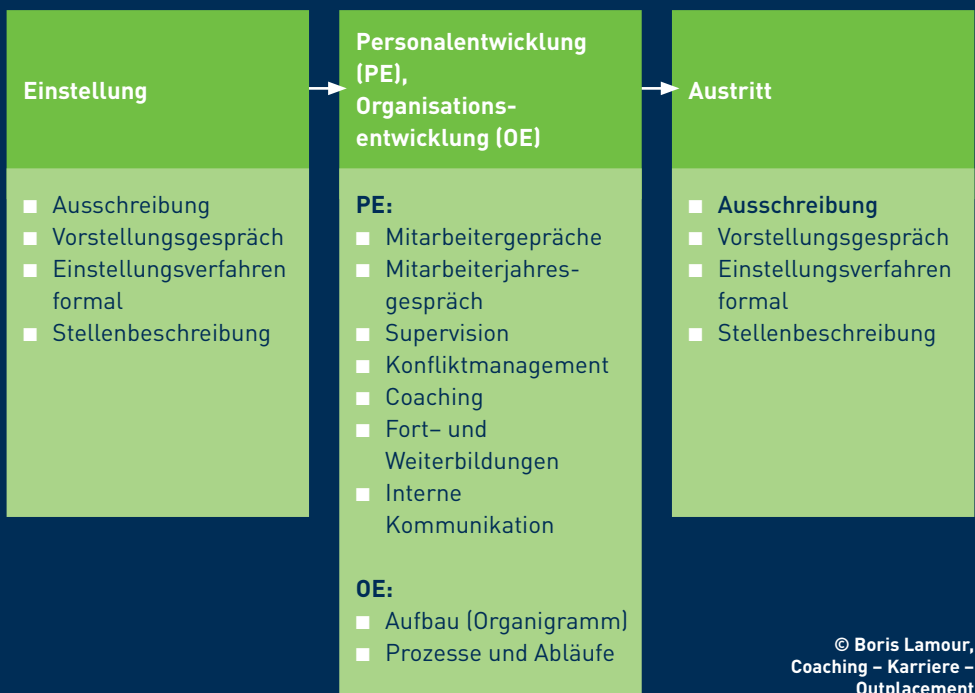 Einstellung
Personalentwicklung
(PE),
Organisations-
entwicklung (OE)
Austritt
Ausschreibung
Vorstellungsgespräch
Einstellungsverfahren
formal
Stellenbeschreibung
PE:
Mitarbeitergepräche
Mitarbeiterjahres-
gespräch
Supervision
Konfliktmanagement
Coaching
Fort– und
Weiterbildungen
Interne
Kommunikation
OE:
Aufbau (Organigramm)
Prozesse und Abläufe
Ausschreibung
Vorstellungsgespräch
Einstellungsverfahren
formal
Stellenbeschreibung
© Boris Lamour,
Coaching – Karriere –
Outplacement